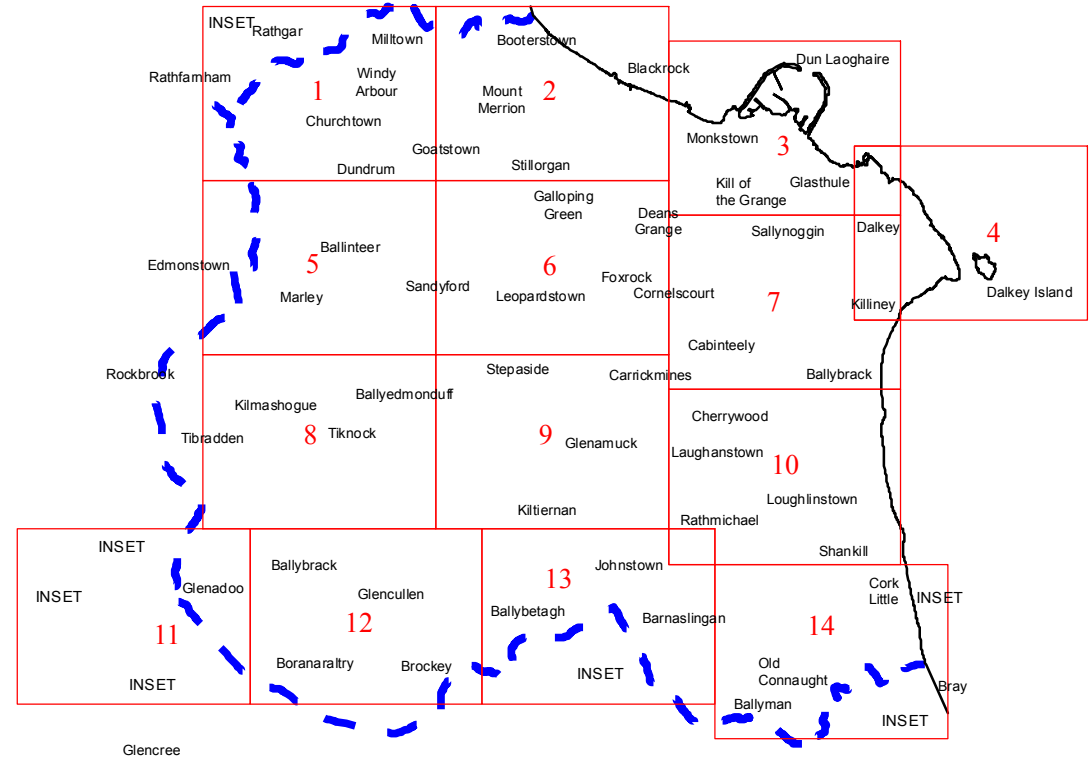 INSET
Rathgar
Milltown
Booterstown
Dun Laoghaire
Blackrock
Rathfarnham
Windy
Arbour
1
Mount
Merrion
2
Churchtown
Monkstown
3
Goatstown
Dundrum
Stillorgan
Kill of
the Grange
Glasthule
Galloping
Green
Deans
Grange
Sallynoggin
Dalkey
4
Ballinteer
Edmonstown
5
6
Marley
Sandyford
Leopardstown
Foxrock
Cornelscourt
7
Killiney
Dalkey Island
Cabinteely
Rockbrook
Stepaside
Carrickmines
Ballybrack
Kilmashogue
Ballyedmonduff
Cherrywood
Tibradden
8
Tiknock
9
Glenamuck
Laughanstown
10
Loughlinstown
Kiltiernan
Rathmichael
Shankill
INSET
Ballybrack
Johnstown
13
INSET
Glenadoo
Glencullen
Cork
Little
INSET
Ballybetagh
Barnaslingan
11
12
14
Boranaraltry
Brockey
INSET
Old
Connaught
INSET
Bray
Ballyman
INSET
Glencree